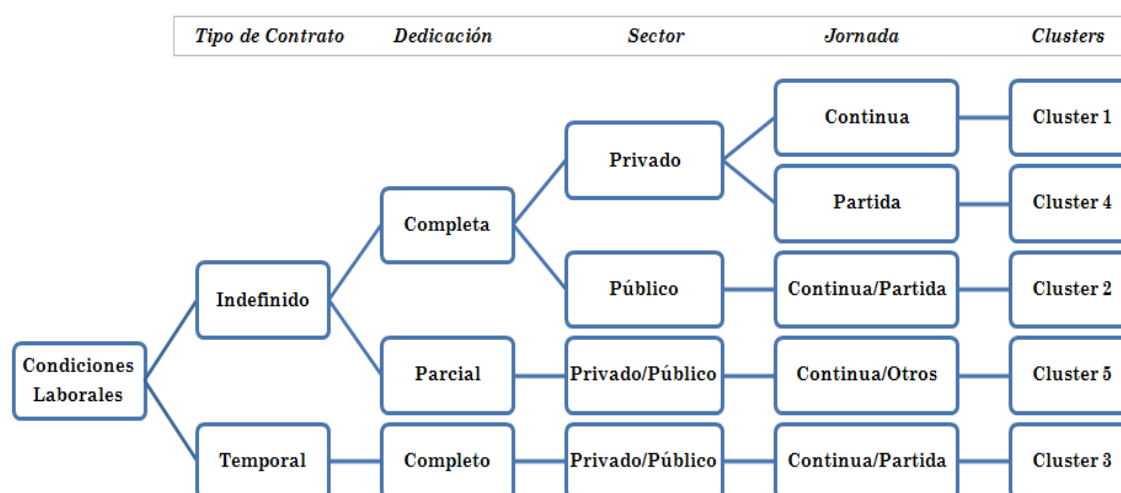 Tipo de Contrato Dedicación Sector Jornada Clusters
Continua Cluster 1
Privado
Partida Cluster 4
Completa
Público Continua/Partida Cluster 2
Indefinido
Condiciones
Laborales
Parcial Privado/Público Continua/Otros Cluster 5
Temporal Completo Privado/Público Continua/Partida Cluster 3